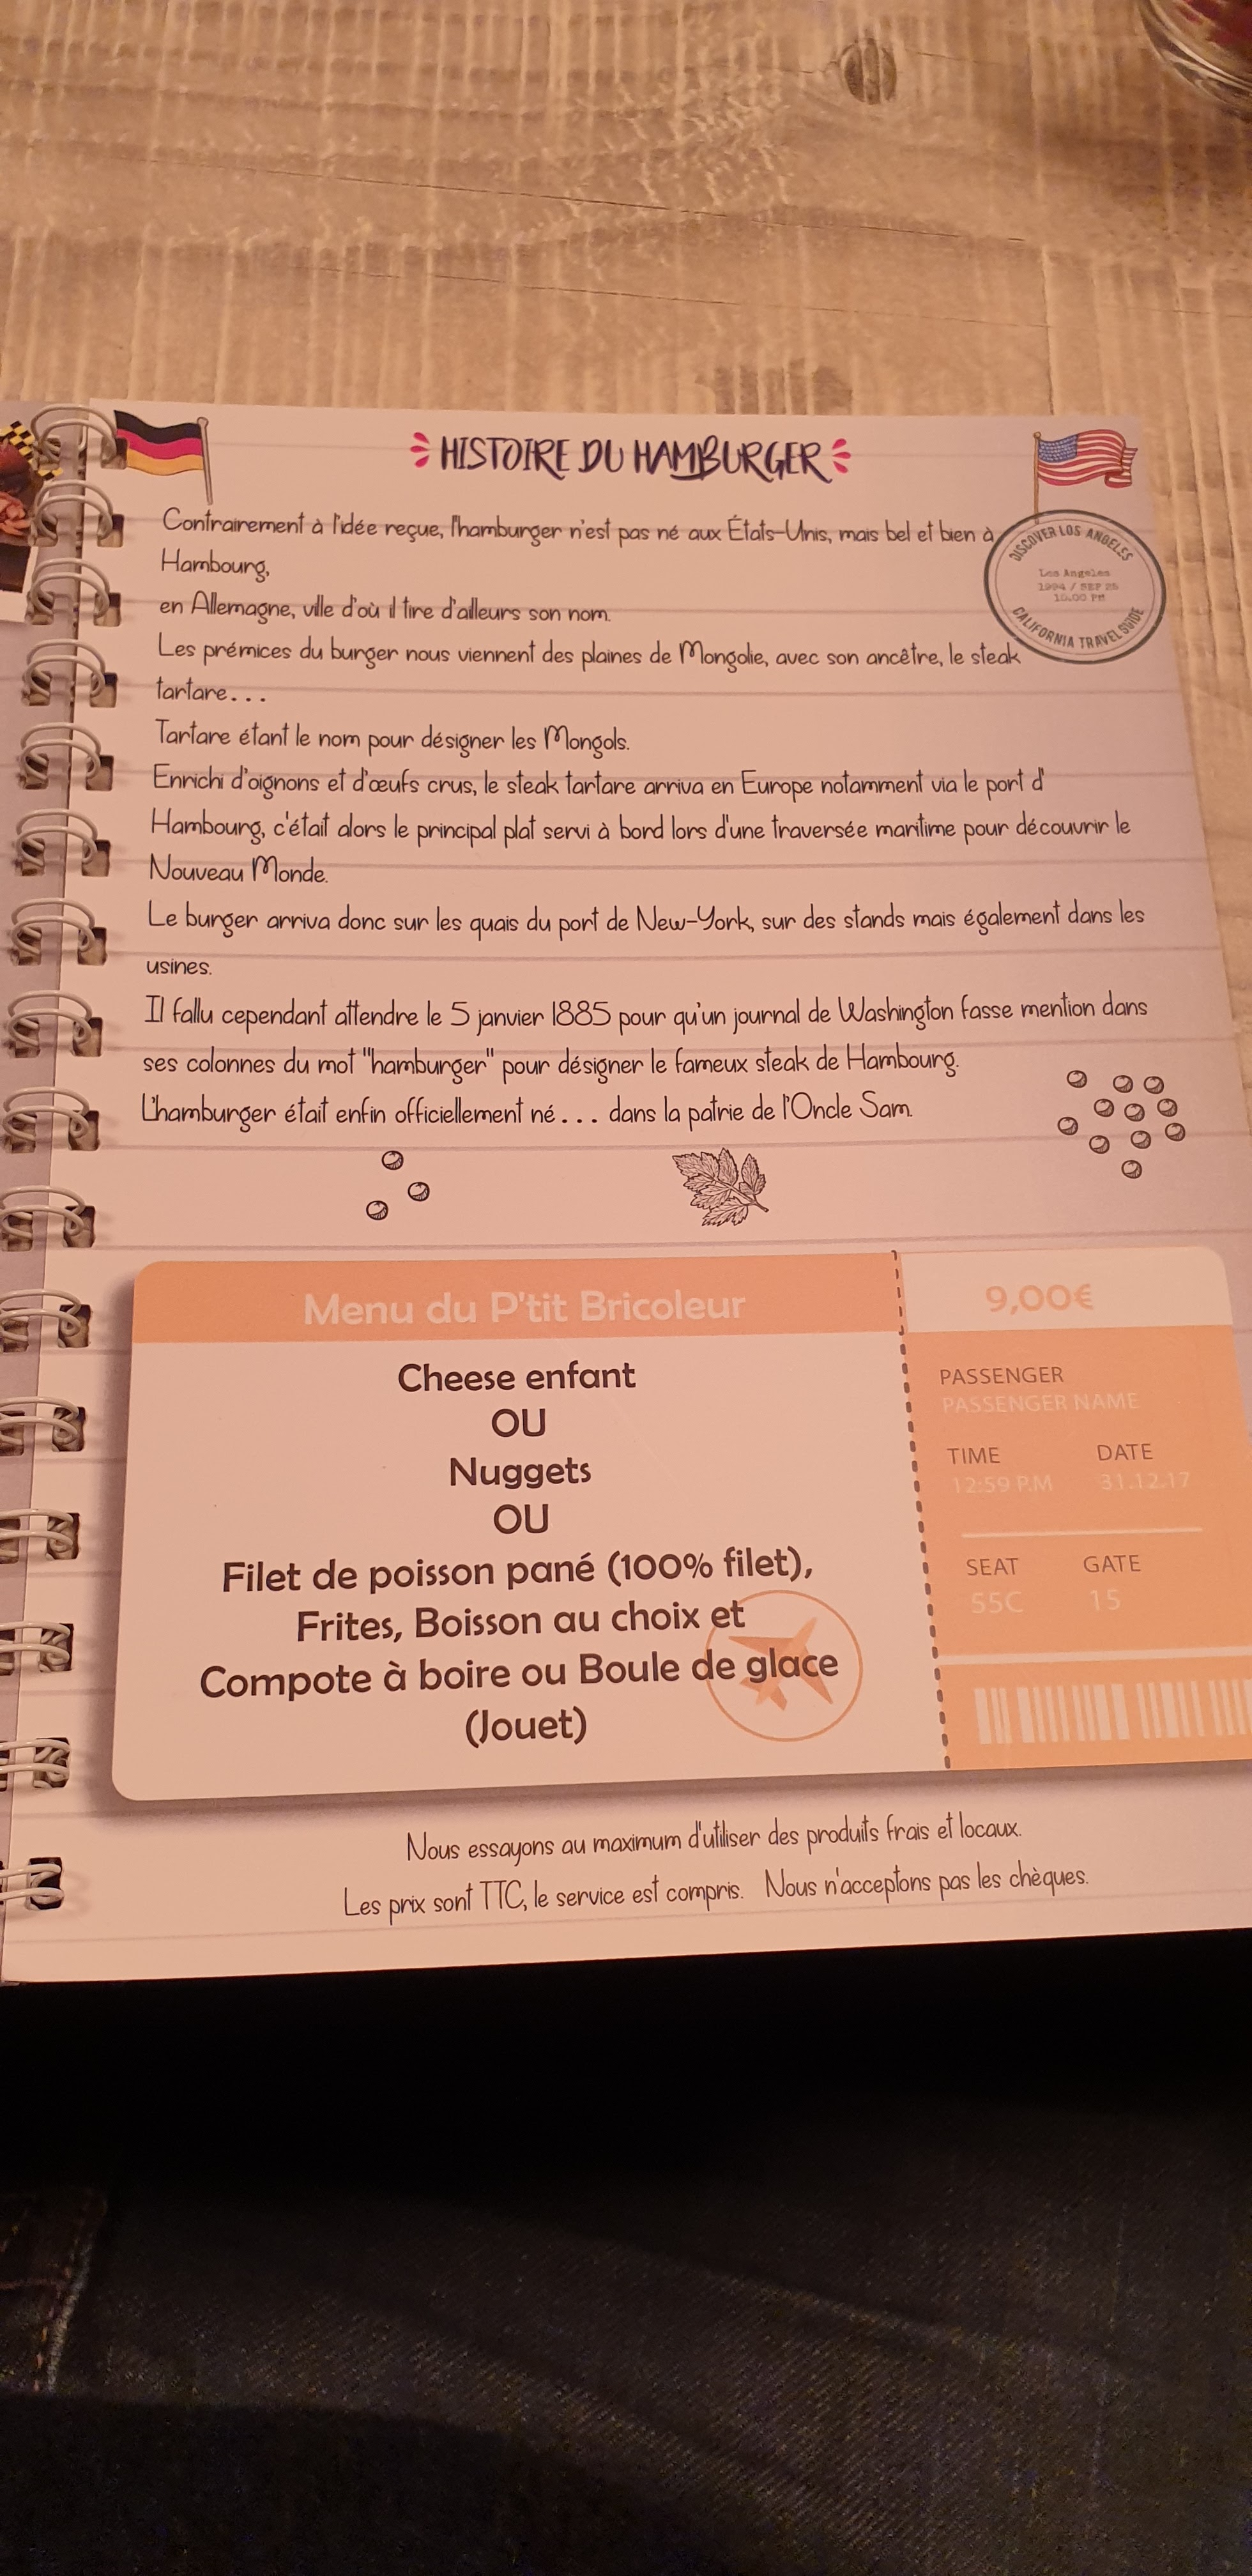 HISTOIRE DU HAMBURGER
Contrairement à l'idée reçue, l'hamburger n'est pas né aux États-Unis, mais bel et bien à
Hambourg,
en Allemagne, ville d'où il tire d'ailleurs son nom.
DISCOVER LOS ANGELES
Los Angeles
1994 / SEP 25
10.00 PM
CALIFORNIA TRAVEL GUIDE
Les prémices du burger nous viennent des plaines de Mongolie, avec son ancêtre, le steak
tartare...
Tartare étant le nom pour désigner les Mongols.
Enrichi d'oignons et d'œufs crus, le steak tartare arriva en Europe notamment via le port d'
Hambourg, c'était alors le principal plat servi à bord lors d'une traversée maritime pour découvrir le
Nouveau Monde.
Le burger arriva donc sur les quais du port de New-York, sur des stands mais également dans les
usines.
Il fallu cependant attendre le 5 janvier 1885 pour qu'un journal de Washington fasse mention dans
ses colonnes du mot "hamburger" pour désigner le fameux steak de Hambourg.
L'hamburger était enfin officiellement né... dans la patrie de l'Oncle Sam.
Menu du P'tit Bricoleur
Cheese enfant
OU
Nuggets
OU
Filet de poisson pané (100% filet),
Frites, Boisson au choix et
Compote à boire ou Boule de glace
(Jouet)
9,00€
PASSENGER
PASSENGER NAME
TIME DATE
12:59 P.M 31.12.17
SEAT GATE
55C 15
Nous essayons au maximum d'utiliser des produits frais et locaux.
Les prix sont TTC, le service est compris. Nous n'acceptons pas les chèques.